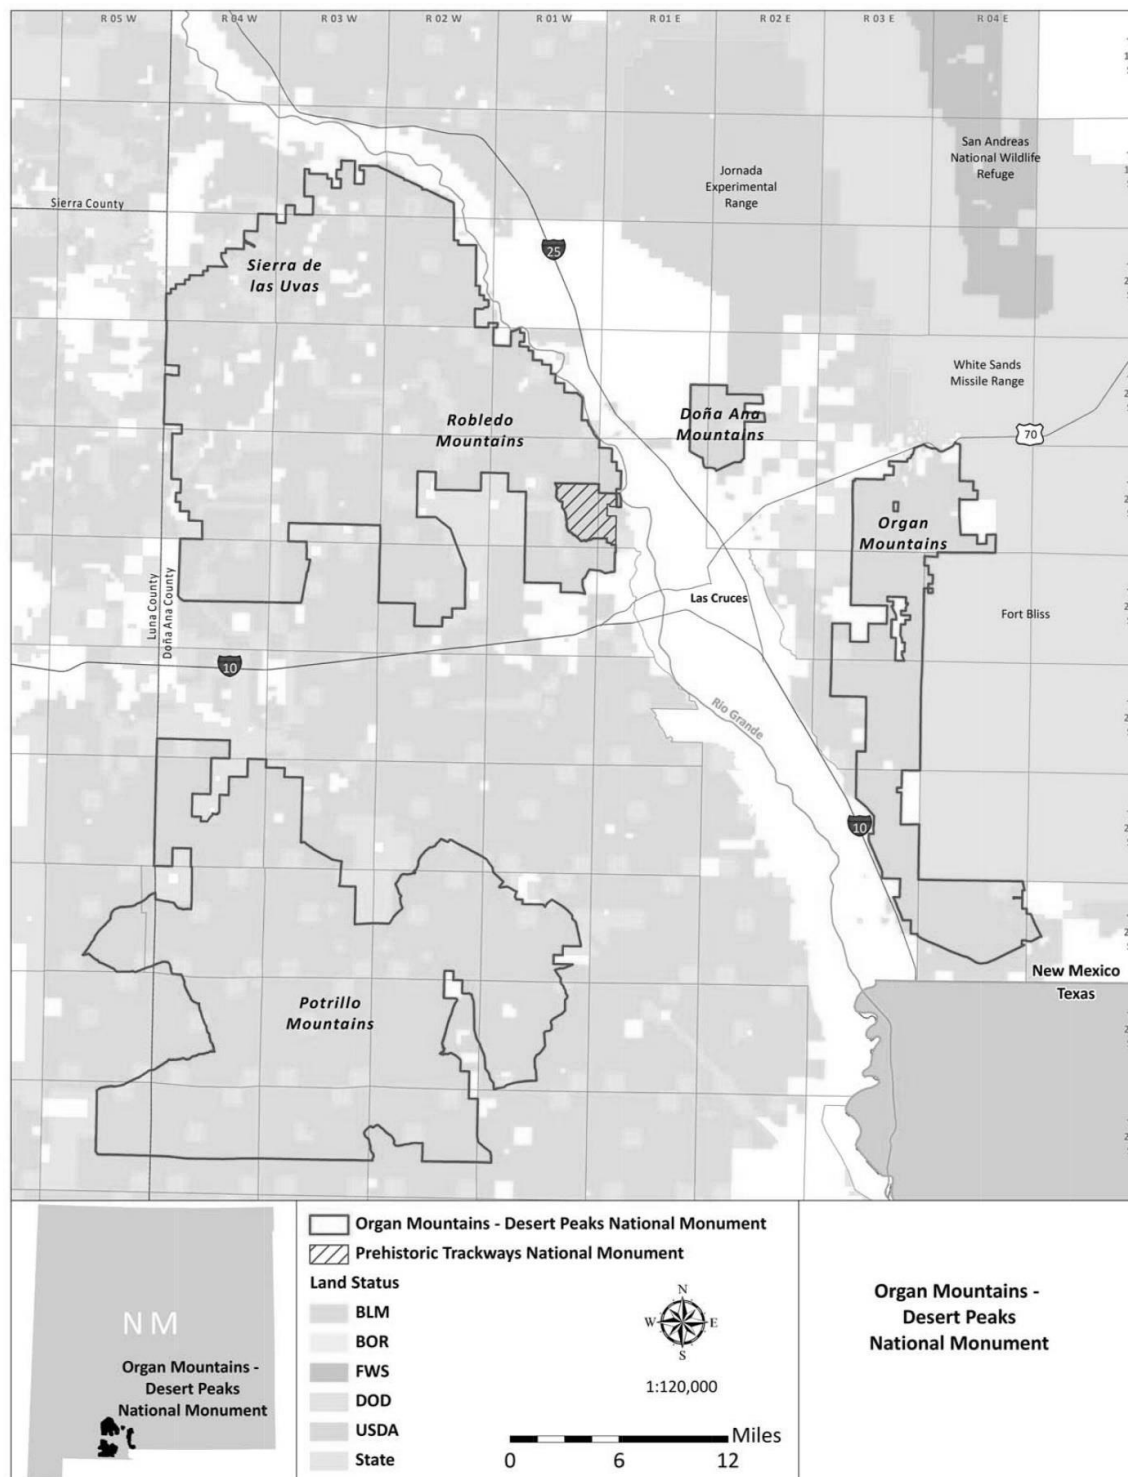 R 05 W
R 04 W
R 03 W
R 02 W
R 01 W
R 01 E
R 02 E
R 03 E
R 04 E
San Andreas
National Wildlife
Refuge
Jornada
Experimental
Range
Sierra County
25
Sierra de
las Uvas
White Sands
Missile Range
Robledo
Mountains
Doña Ana
Mountains
70
Organ
Mountains
Luna County
Doña Ana County
Las Cruces
Fort Bliss
10
Rio Grande
10
New Mexico
Texas
Potrillo
Mountains
NM
Organ Mountains -
Desert Peaks
National Monument
Organ Mountains - Desert Peaks National Monument
Prehistoric Trackways National Monument
Land Status
BLM
BOR
FWS
DOD
USDA
State
N
W
E
S
1:120,000
Miles
0
6
12
Organ Mountains -
Desert Peaks
National Monument